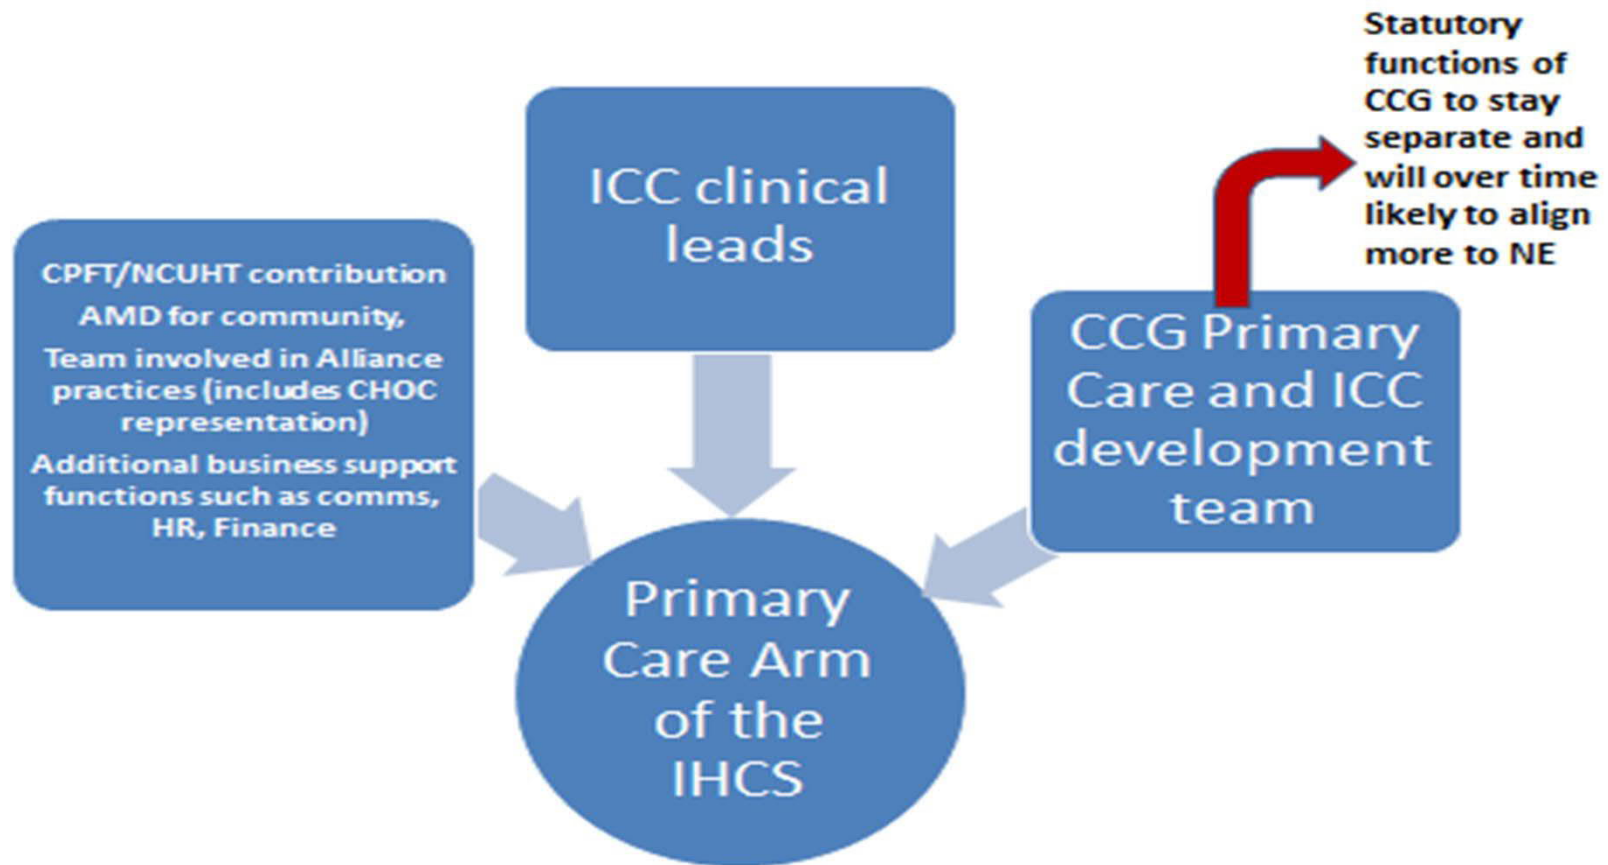 Statutory
functions of
CCG to stay
separate and
will over time
likely to align
more to NE
ICC clinical
leads
CPFT/NCUHT contribution
AMD for community,
Team involved in Alliance
practices (includes CHOC
representation)
Additional business support
functions such as comms,
HR, Finance
CCG Primary
Care and ICC
development
team
Primary
Care Arm
of the
IHCS